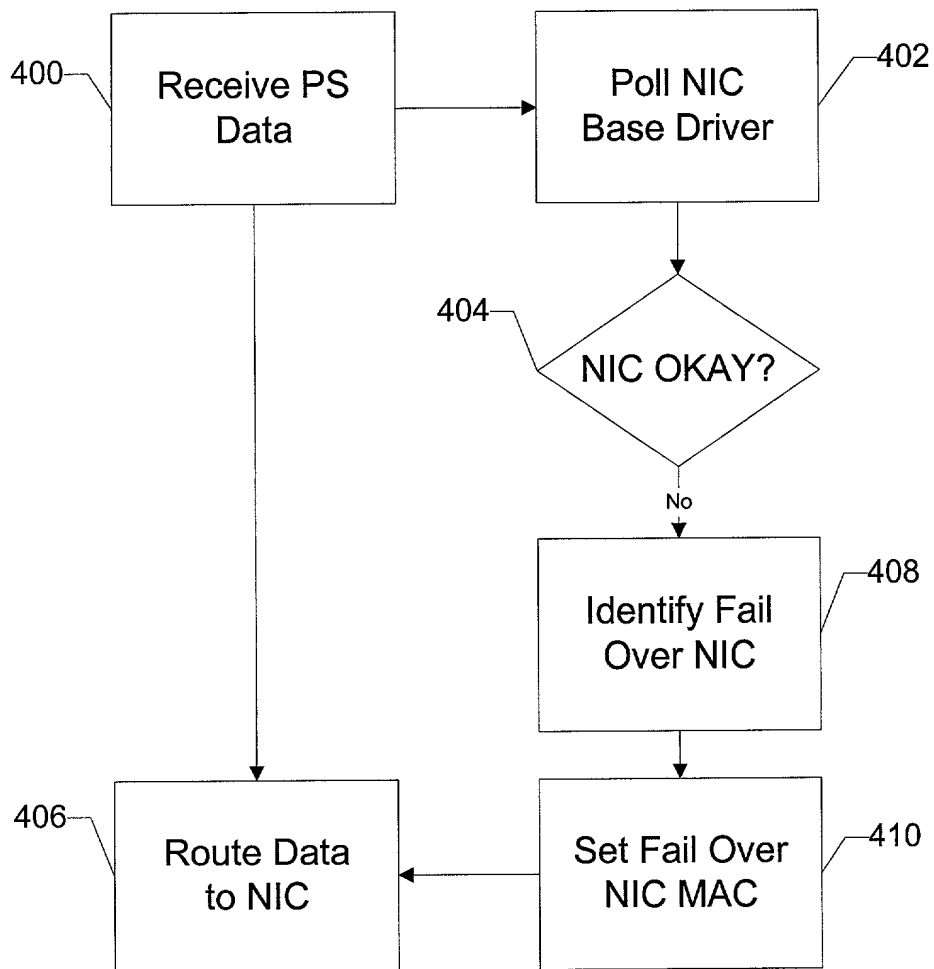 400
Receive PS
Data
Poll NIC
Base Driver
402
404
NIC OKAY?
No
Identify Fail
Over NIC
408
406
Route Data
to NIC
Set Fail Over
NIC MAC
410